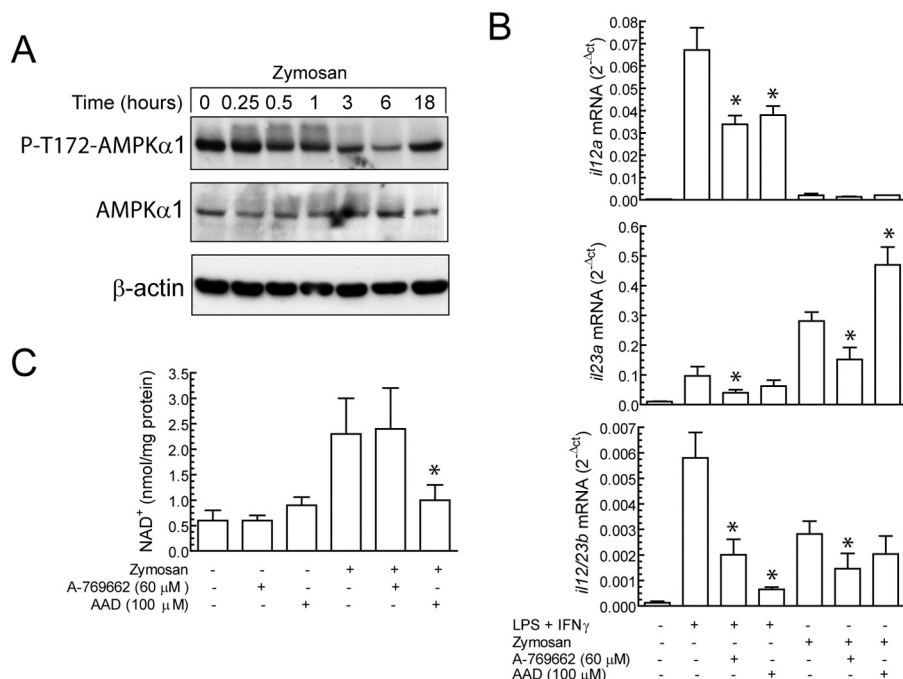 A
Zymosan
Time (hours) 0 0.25 0.5 1 3 6 18
P-T172-AMPKα1
AMPKα1
β-actin
B
il12a mRNA (2^-Δct)
0.08
0.07
0.06
0.05
0.04
0.03
0.02
0.01
0.00
* *
il23a mRNA (2^-Δct)
0.6
0.5
0.4
0.3
0.2
0.1
0.0
* * *
il12/23b mRNA (2^-Δct)
0.007
0.006
0.005
0.004
0.003
0.002
0.001
0.000
* * *
LPS + IFNγ - + + + - - -
Zymosan - - - - + + +
A-769662 (60 μM) - - + - - + -
AAD (100 μM) - - - + - - +
C
NAD+ (nmol/mg protein)
3.5
3.0
2.5
2.0
1.5
1.0
0.5
0.0
*
Zymosan - - - + + +
A-769662 (60 μM ) - + - - + -
AAD (100 μM) - - + - - +